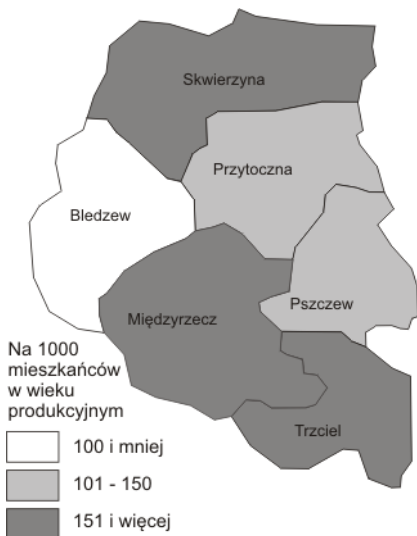 Skwierzyna
Przytoczna
Bledzew
Pszczew
Międzyrzecz
Trzciel
Na 1000
mieszkańców
w wieku
produkcyjnym
100 i mniej
101 - 150
151 i więcej